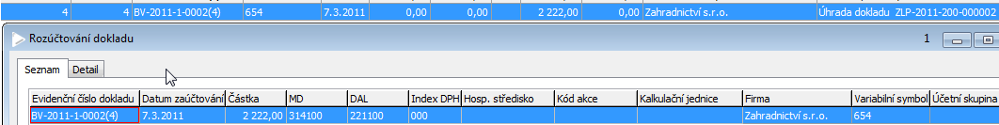 4 4 BV-2011-1-0002(4) 654 7.3.2011 0,00 0,00 2 222,00 0,00 Zahradnictví s.r.o. Úhrada dokladu ZLP-2011-200-000002
Rozúčtování dokladu 1
Seznam Detail
Evidenční číslo dokladu Datum zaúčtování Částka MD DAL Index DPH Hosp. středisko Kód akce Kalkulační jednice Firma Variabilní symbol Účetní skupina
BV-2011-1-0002(4) 7.3.2011 2 222,00 314100 221100 000 Zahradnictví s.r.o. 654